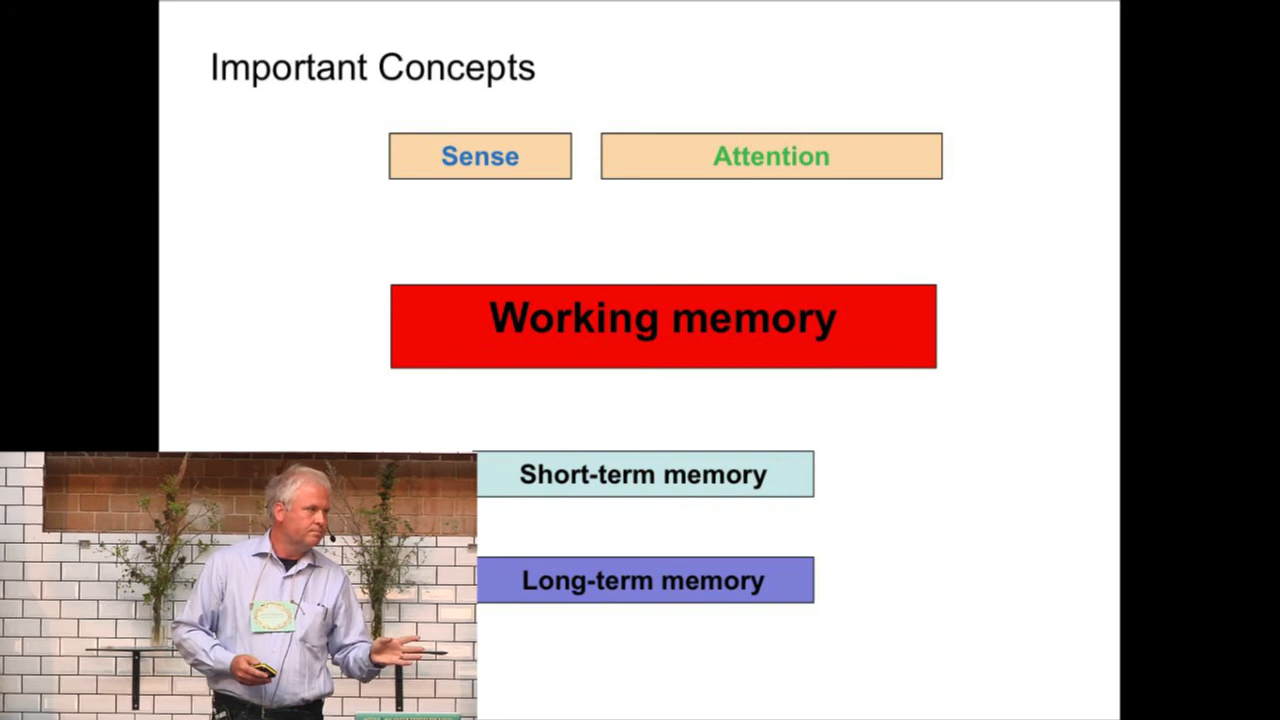 Important Concepts
Sense
Attention
Working memory
Short-term memory
Long-term memory